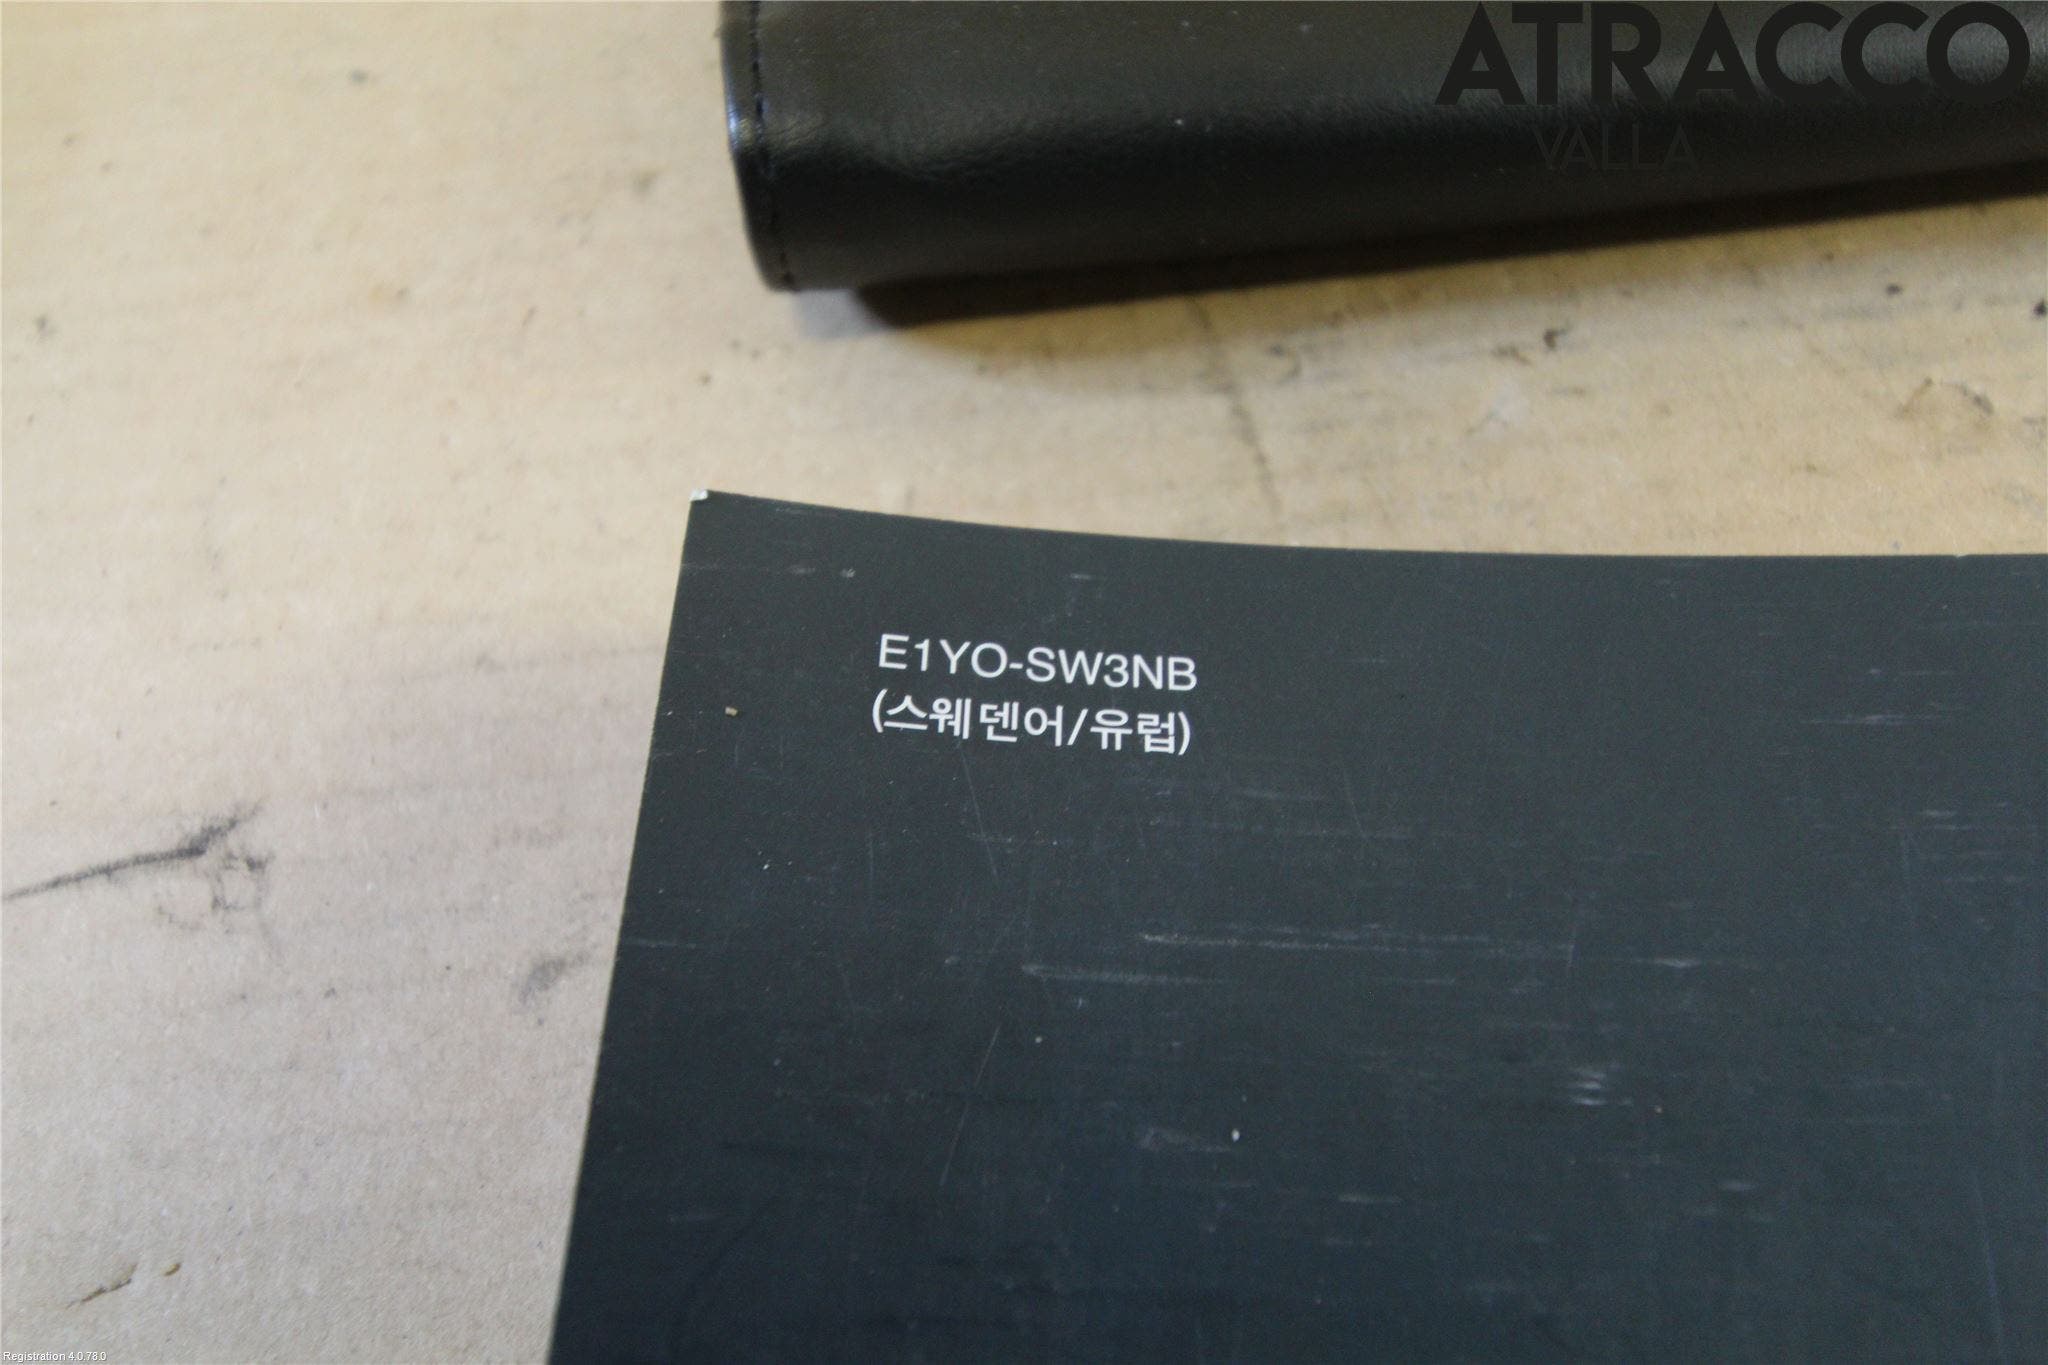 ATRACCO
VALLA
E1YO-SW3NB
(스웨덴어/유럽)
Registration 4.0.78.0